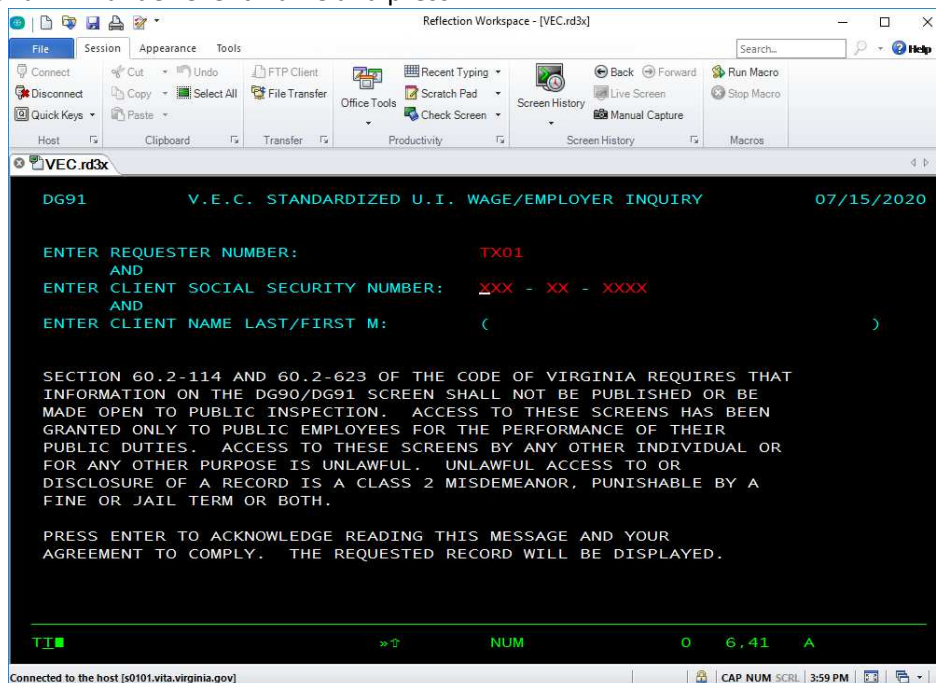 Reflection Workspace - [VEC.rd3x]
File Session Appearance Tools Search... Help
Connect Cut Undo FTP Client Recent Typing Back Forward Run Macro
Disconnect Copy Select All File Transfer Office Tools Scratch Pad Screen History Live Screen Stop Macro
Quick Keys Paste Check Screen Manual Capture
Host Clipboard Transfer Productivity Screen History Macros
VEC.rd3x
DG91 V.E.C. STANDARDIZED U.I. WAGE/EMPLOYER INQUIRY 07/15/2020
ENTER REQUESTER NUMBER: TX01
AND
ENTER CLIENT SOCIAL SECURITY NUMBER: XXX - XX - XXXX
AND
ENTER CLIENT NAME LAST/FIRST M: ( )
SECTION 60.2-114 AND 60.2-623 OF THE CODE OF VIRGINIA REQUIRES THAT
INFORMATION ON THE DG90/DG91 SCREEN SHALL NOT BE PUBLISHED OR BE
MADE OPEN TO PUBLIC INSPECTION. ACCESS TO THESE SCREENS HAS BEEN
GRANTED ONLY TO PUBLIC EMPLOYEES FOR THE PERFORMANCE OF THEIR
PUBLIC DUTIES. ACCESS TO THESE SCREENS BY ANY OTHER INDIVIDUAL OR
FOR ANY OTHER PURPOSE IS UNLAWFUL. UNLAWFUL ACCESS TO OR
DISCLOSURE OF A RECORD IS A CLASS 2 MISDEMEANOR, PUNISHABLE BY A
FINE OR JAIL TERM OR BOTH.
PRESS ENTER TO ACKNOWLEDGE READING THIS MESSAGE AND YOUR
AGREEMENT TO COMPLY. THE REQUESTED RECORD WILL BE DISPLAYED.
TI■ »⇧ NUM 0 6,41 A
Connected to the host [s0101.vita.virginia.gov] CAP NUM SCRL 3:59 PM